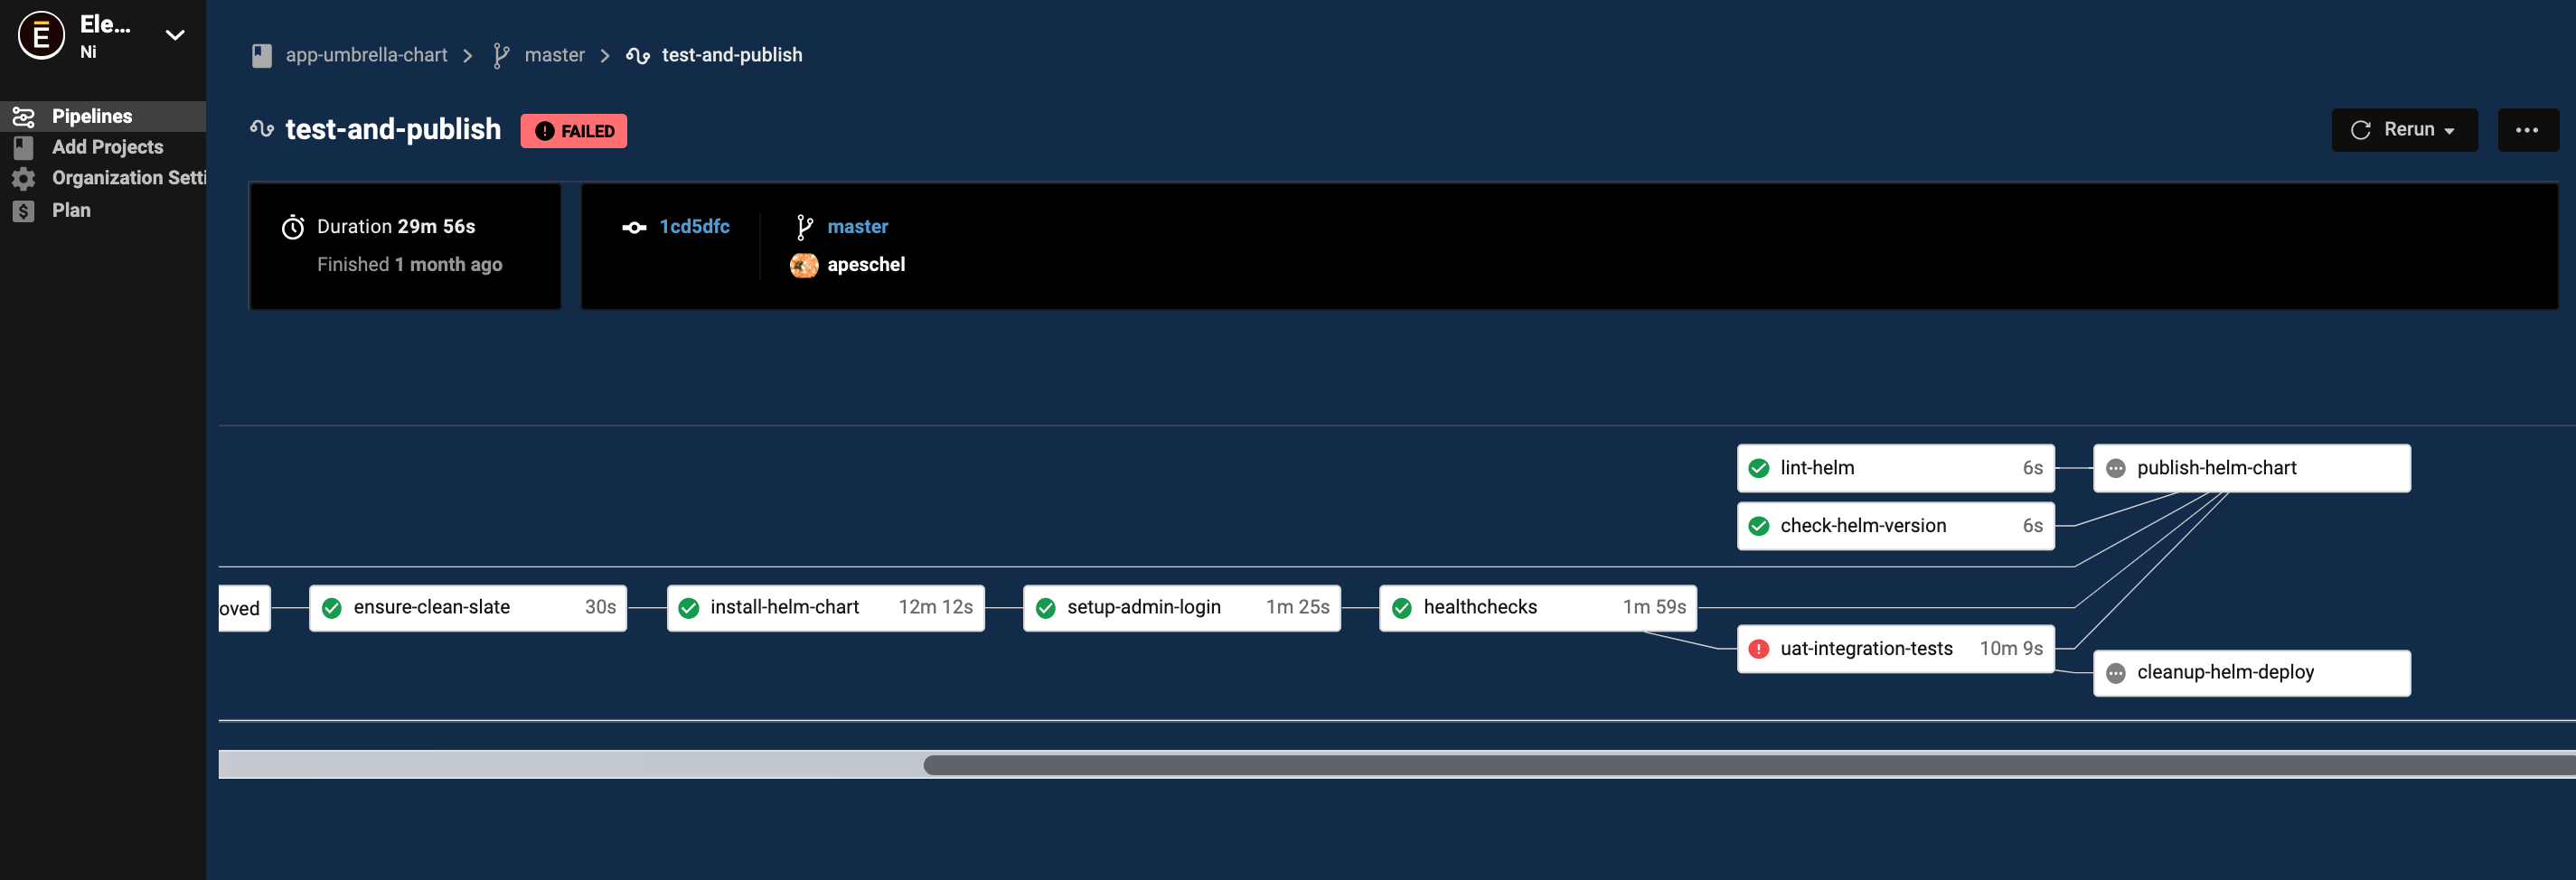 Ele...
Ni
Pipelines
Add Projects
Organization Setti
Plan
app-umbrella-chart > master > test-and-publish
test-and-publish FAILED
Rerun
Duration 29m 56s
Finished 1 month ago
1cd5dfc
master
apeschel
lint-helm 6s
publish-helm-chart
check-helm-version 6s
oved
ensure-clean-slate 30s
install-helm-chart 12m 12s
setup-admin-login 1m 25s
healthchecks 1m 59s
uat-integration-tests 10m 9s
cleanup-helm-deploy